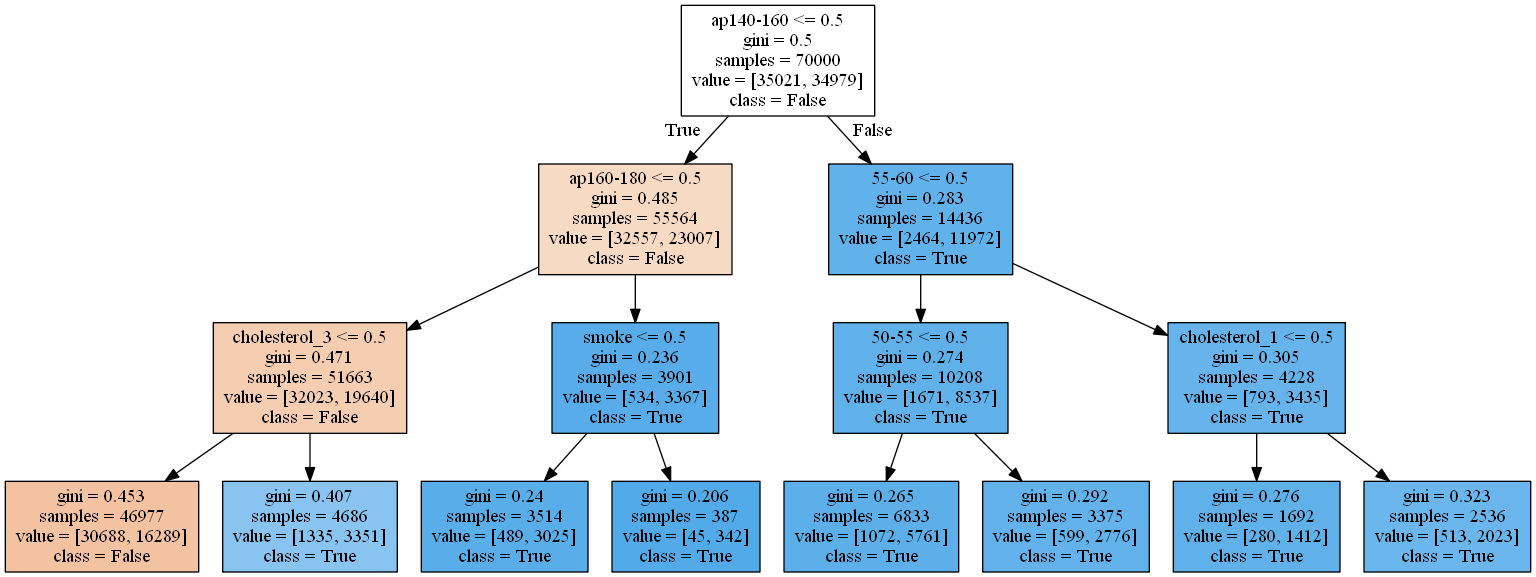 ap140-160 <= 0.5
gini = 0.5
samples = 70000
value = [35021, 34979]
class = False
True
False
ap160-180 <= 0.5
gini = 0.485
samples = 55564
value = [32557, 23007]
class = False
55-60 <= 0.5
gini = 0.283
samples = 14436
value = [2464, 11972]
class = True
cholesterol_3 <= 0.5
gini = 0.471
samples = 51663
value = [32023, 19640]
class = False
smoke <= 0.5
gini = 0.236
samples = 3901
value = [534, 3367]
class = True
50-55 <= 0.5
gini = 0.274
samples = 10208
value = [1671, 8537]
class = True
cholesterol_1 <= 0.5
gini = 0.305
samples = 4228
value = [793, 3435]
class = True
gini = 0.453
samples = 46977
value = [30688, 16289]
class = False
gini = 0.407
samples = 4686
value = [1335, 3351]
class = True
gini = 0.24
samples = 3514
value = [489, 3025]
class = True
gini = 0.206
samples = 387
value = [45, 342]
class = True
gini = 0.265
samples = 6833
value = [1072, 5761]
class = True
gini = 0.292
samples = 3375
value = [599, 2776]
class = True
gini = 0.276
samples = 1692
value = [280, 1412]
class = True
gini = 0.323
samples = 2536
value = [513, 2023]
class = True